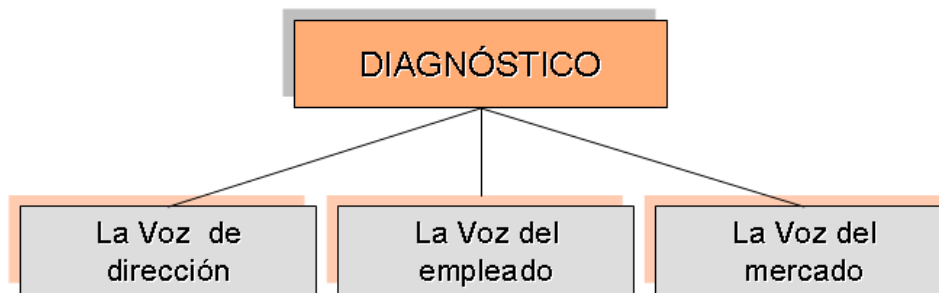 DIAGNÓSTICO
La Voz de
dirección
La Voz del
empleado
La Voz del
mercado